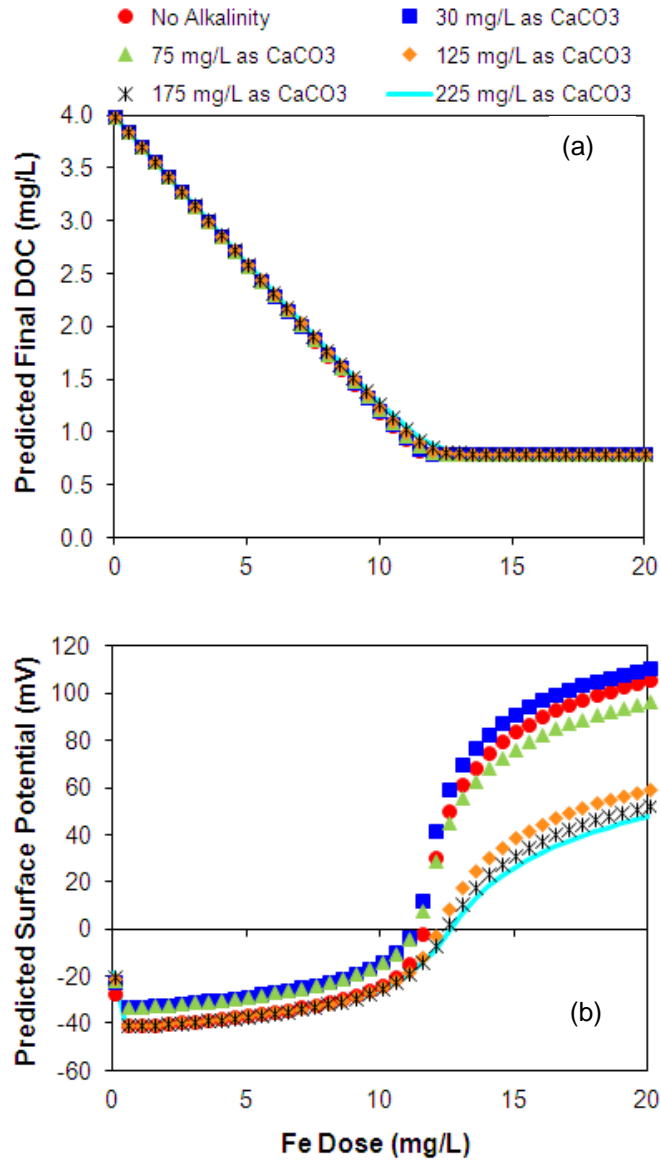 No Alkalinity
30 mg/L as CaCO3
75 mg/L as CaCO3
125 mg/L as CaCO3
175 mg/L as CaCO3
225 mg/L as CaCO3
(a)
Predicted Final DOC (mg/L)
4.0
3.5
3.0
2.5
2.0
1.5
1.0
0.5
0.0
0
5
10
15
20
Predicted Surface Potential (mV)
120
100
80
60
40
20
0
-20
-40
-60
(b)
0
5
10
15
20
Fe Dose (mg/L)